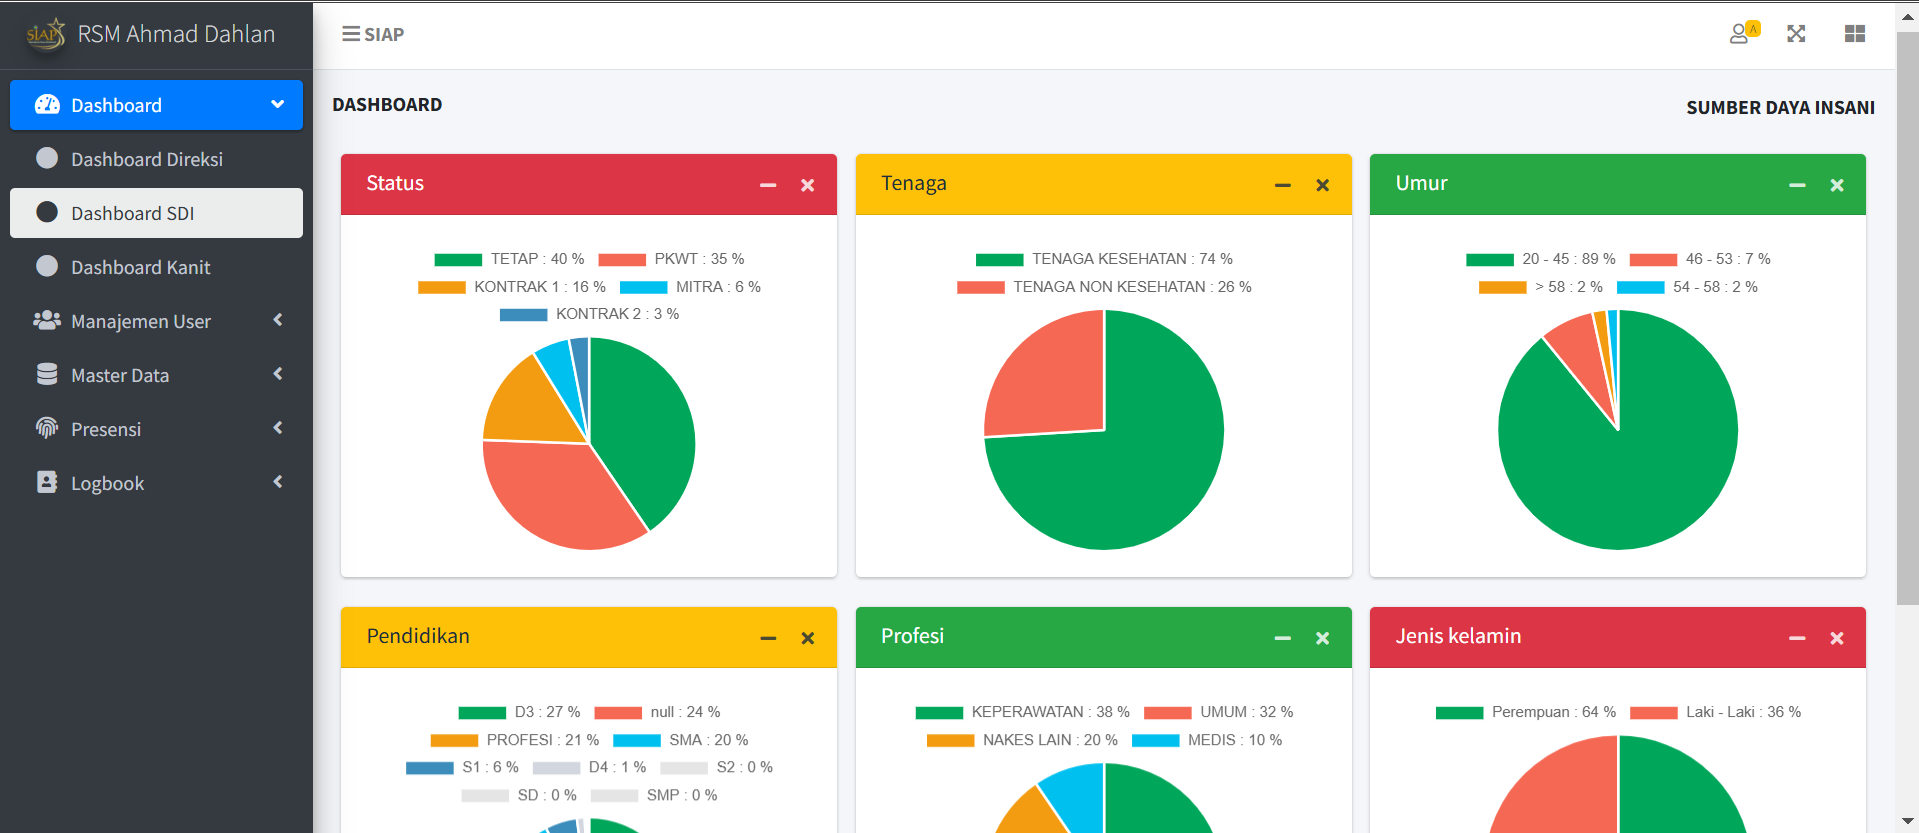 SIAP
RSM Ahmad Dahlan
SIAP
A
Dashboard
Dashboard Direksi
Dashboard SDI
Dashboard Kanit
Manajemen User
Master Data
Presensi
Logbook
DASHBOARD
SUMBER DAYA INSANI
Status
TETAP : 40 %
PKWT : 35 %
KONTRAK 1 : 16 %
MITRA : 6 %
KONTRAK 2 : 3 %
Tenaga
TENAGA KESEHATAN : 74 %
TENAGA NON KESEHATAN : 26 %
Umur
20 - 45 : 89 %
46 - 53 : 7 %
> 58 : 2 %
54 - 58 : 2 %
Pendidikan
D3 : 27 %
null : 24 %
PROFESI : 21 %
SMA : 20 %
S1 : 6 %
D4 : 1 %
S2 : 0 %
SD : 0 %
SMP : 0 %
Profesi
KEPERAWATAN : 38 %
UMUM : 32 %
NAKES LAIN : 20 %
MEDIS : 10 %
Jenis kelamin
Perempuan : 64 %
Laki - Laki : 36 %